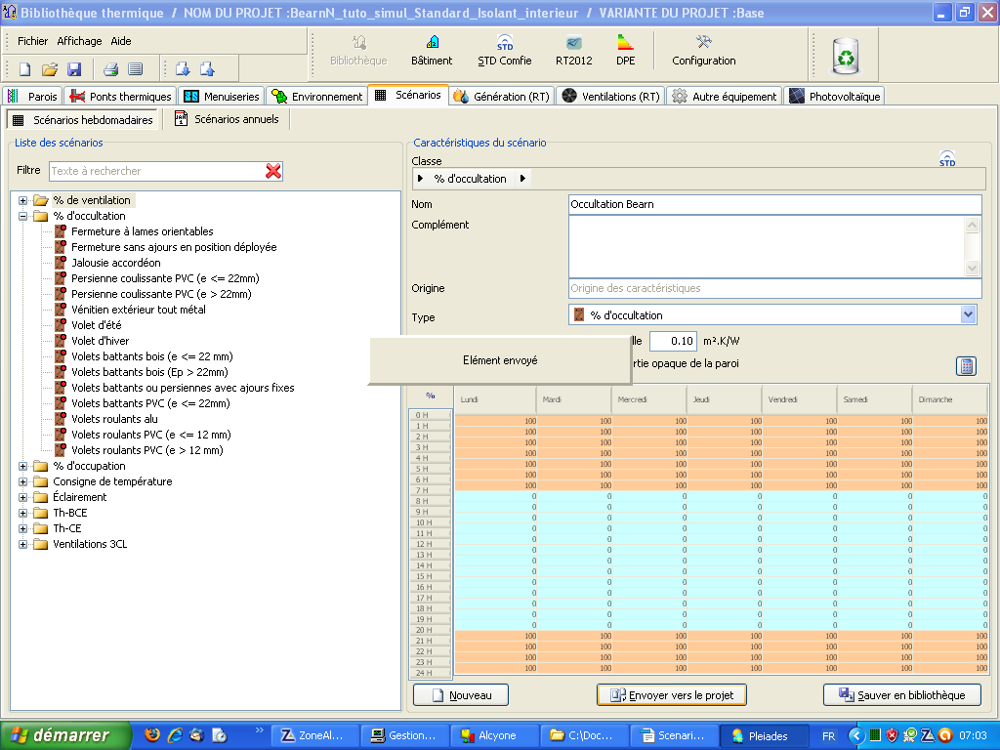 Bibliothèque thermique / NOM DU PROJET :BearnN_tuto_simul_Standard_Isolant_interieur / VARIANTE DU PROJET :Base
Fichier Affichage Aide
Bibliothèque Bâtiment STD STD Comfie RT2012 DPE Configuration
Parois Ponts thermiques Menuiseries Environnement Scénarios Génération (RT) Ventilations (RT) Autre équipement Photovoltaïque
Scénarios hebdomadaires Scénarios annuels
Liste des scénarios
Filtre Texte à rechercher
% de ventilation
% d'occultation
Fermeture à lames orientables
Fermeture sans ajours en position déployée
Jalousie accordéon
Persienne coulissante PVC (e <= 22mm)
Persienne coulissante PVC (e > 22mm)
Vénitien extérieur tout métal
Volet d'été
Volet d'hiver
Volets battants bois (e <= 22 mm)
Volets battants bois (Ep > 22mm)
Volets battants ou persiennes avec ajours fixes
Volets battants PVC (e <= 22mm)
Volets roulants alu
Volets roulants PVC (e <= 12 mm)
Volets roulants PVC (e > 12 mm)
% d'occupation
Consigne de température
Éclairement
Th-BCE
Th-CE
Ventilations 3CL
Caractéristiques du scénario
Classe
STD
% d'occultation
Nom Occultation Bearn
Complément
Origine Origine des caractéristiques
Type % d'occultation
lle 0.10 m².K/W
Elément envoyé
rtie opaque de la paroi
% Lundi Mardi Mercredi Jeudi Vendredi Samedi Dimanche
0 H
1 H 100 100 100 100 100 100 100
2 H 100 100 100 100 100 100 100
3 H 100 100 100 100 100 100 100
4 H 100 100 100 100 100 100 100
5 H 100 100 100 100 100 100 100
6 H 100 100 100 100 100 100 100
7 H 100 100 100 100 100 100 100
8 H 0 0 0 0 0 0 0
9 H 0 0 0 0 0 0 0
10 H 0 0 0 0 0 0 0
11 H 0 0 0 0 0 0 0
12 H 0 0 0 0 0 0 0
13 H 0 0 0 0 0 0 0
14 H 0 0 0 0 0 0 0
15 H 0 0 0 0 0 0 0
16 H 0 0 0 0 0 0 0
17 H 0 0 0 0 0 0 0
18 H 0 0 0 0 0 0 0
19 H 0 0 0 0 0 0 0
20 H 0 0 0 0 0 0 0
21 H 100 100 100 100 100 100 100
22 H 100 100 100 100 100 100 100
23 H 100 100 100 100 100 100 100
24 H 100 100 100 100 100 100 100
Nouveau Envoyer vers le projet Sauver en bibliothèque
démarrer ZoneAl... Gestion... Alcyone C:\Doc... Scenari... Pleiades FR 07:03